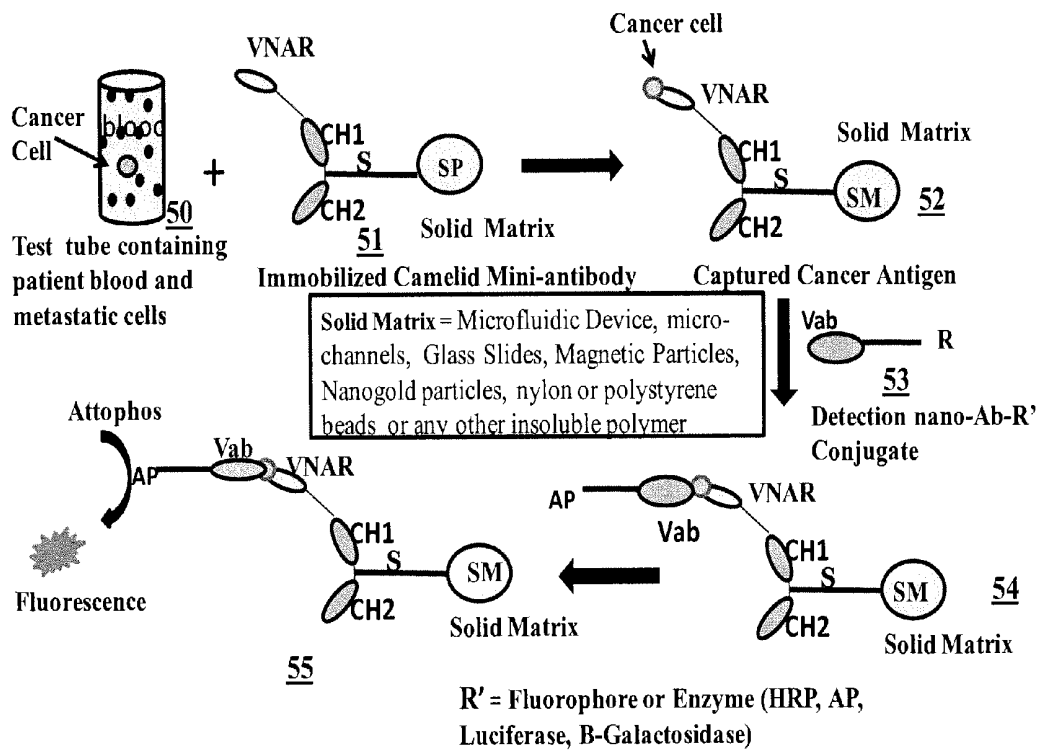 VNAR
Cancer cell
VNAR
Cancer
Cell
blood
+
CH1
S
SP
CH2
Solid Matrix
50
51
Test tube containing
patient blood and
metastatic cells
Immobilized Camelid Mini-antibody
Solid Matrix
CH1
S
SM
CH2
52
Captured Cancer Antigen
Solid Matrix = Microfluidic Device, micro-
channels, Glass Slides, Magnetic Particles,
Nanogold particles, nylon or polystyrene
beads or any other insoluble polymer
Vab
R
53
Detection nano-Ab-R'
Conjugate
Attophos
AP
Vab
VNAR
CH1
S
SM
CH2
Solid Matrix
Fluorescence
55
AP
Vab
VNAR
CH1
S
SM
CH2
Solid Matrix
54
R' = Fluorophore or Enzyme (HRP, AP,
Luciferase, B-Galactosidase)